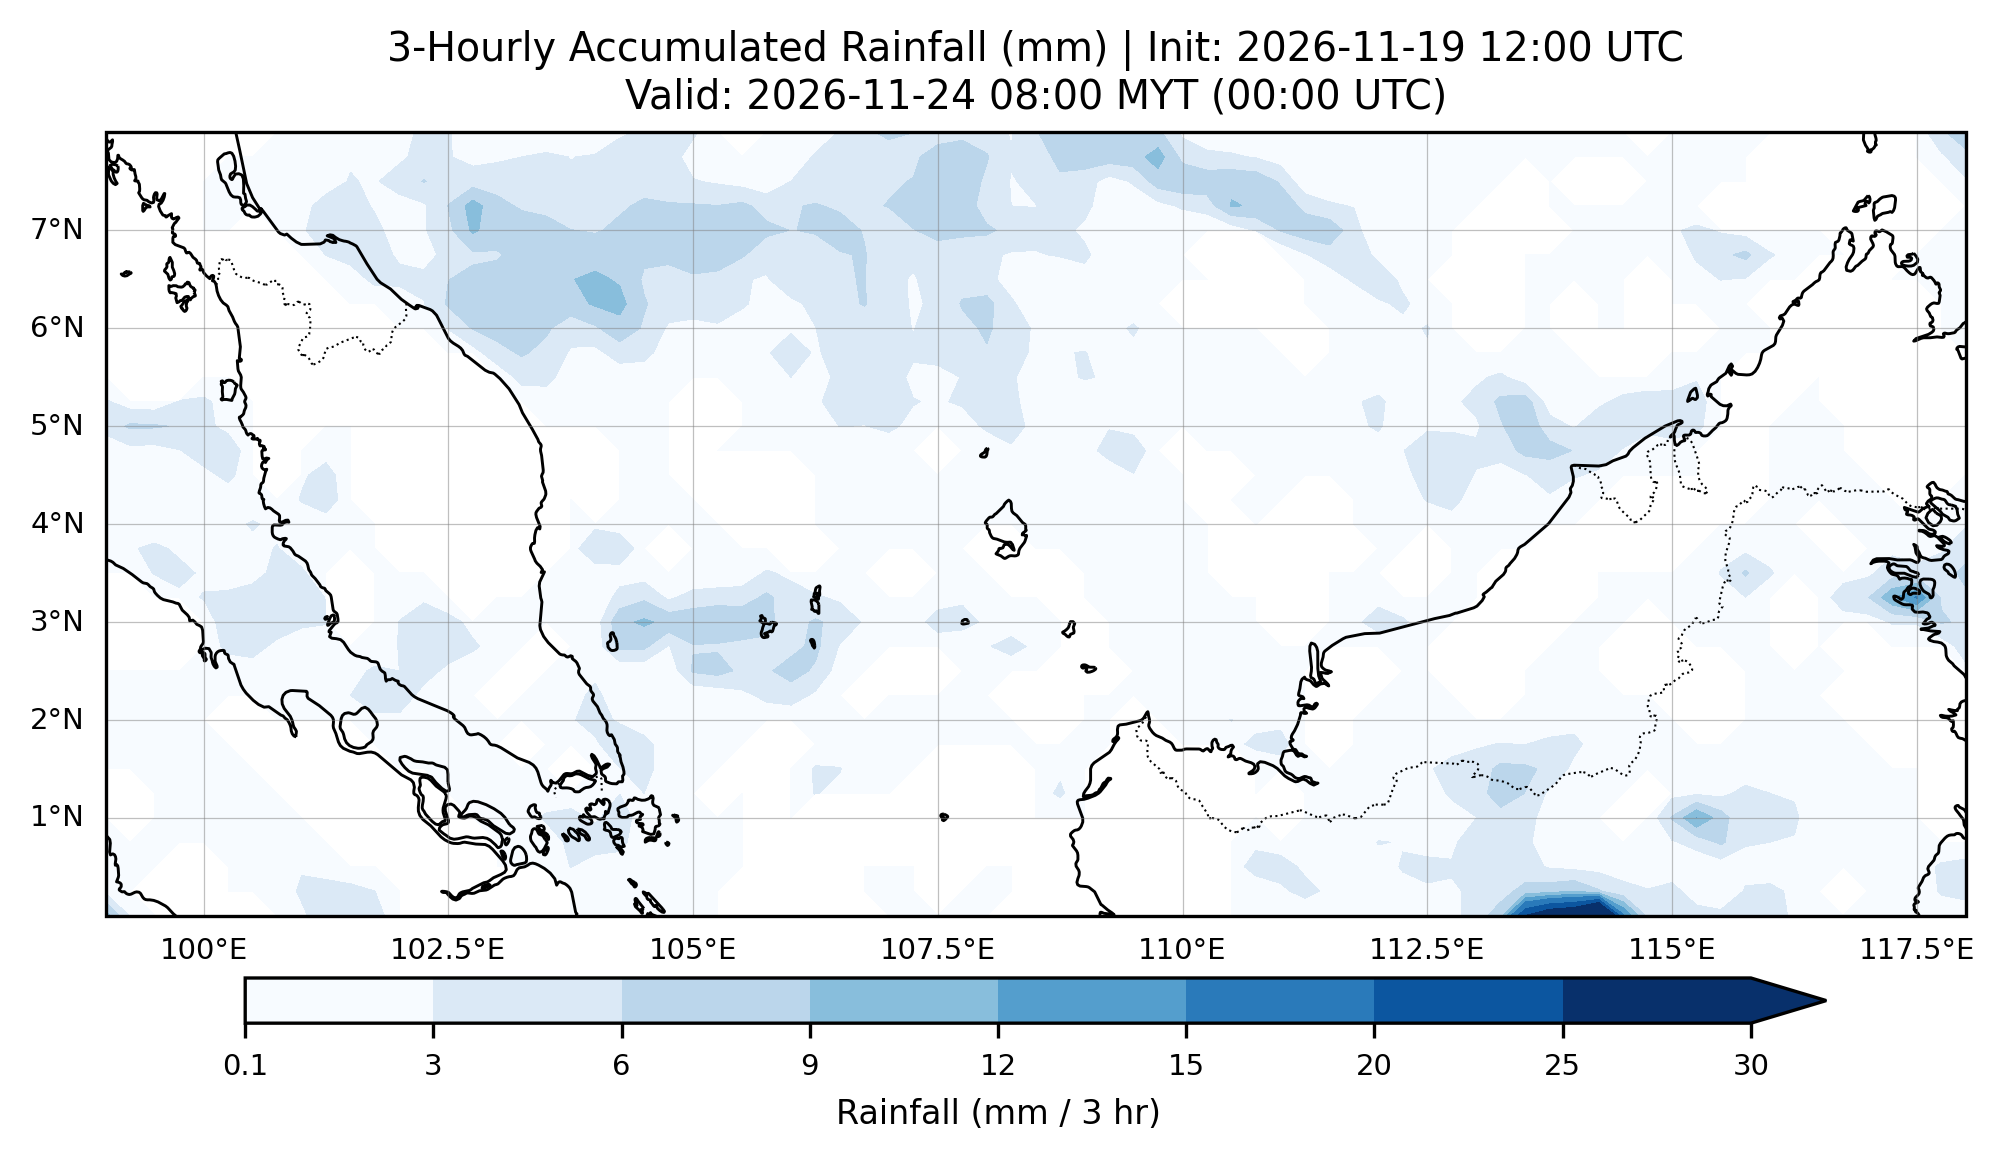 3-Hourly Accumulated Rainfall (mm) | Init: 2026-11-19 12:00 UTC
Valid: 2026-11-24 08:00 MYT (00:00 UTC)
7°N
6°N
5°N
4°N
3°N
2°N
1°N
100°E 102.5°E 105°E 107.5°E 110°E 112.5°E 115°E 117.5°E
0.1 3 6 9 12 15 20 25 30
Rainfall (mm / 3 hr)